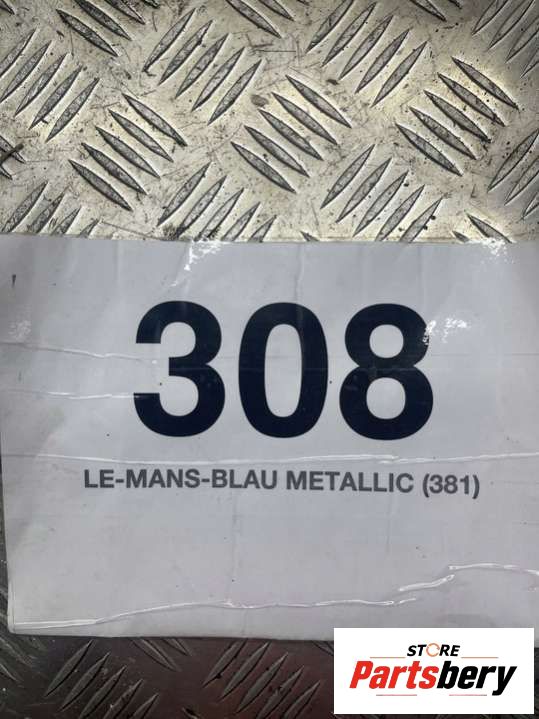 308
LE-MANS-BLAU METALLIC (381)
STORE
Partsbery